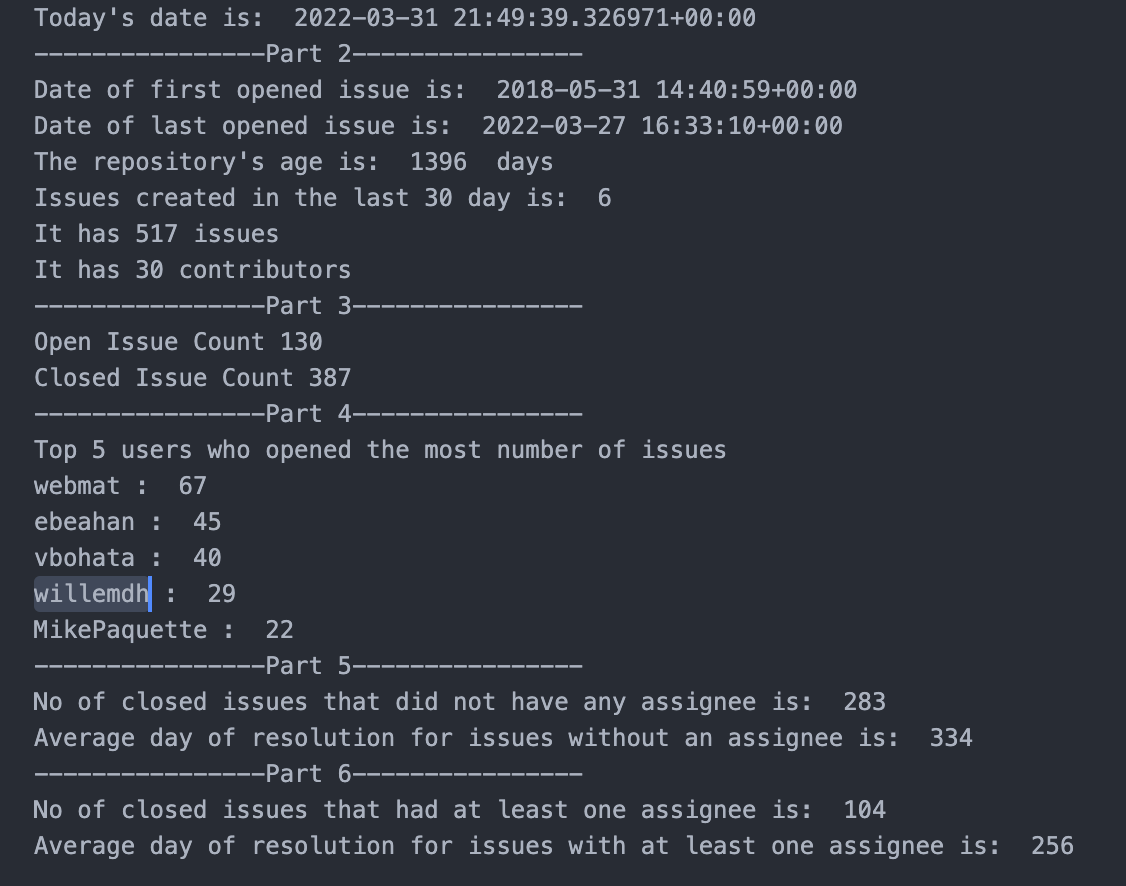 Today's date is:  2022-03-31 21:49:39.326971+00:00
----------------Part 2----------------
Date of first opened issue is:  2018-05-31 14:40:59+00:00
Date of last opened issue is:  2022-03-27 16:33:10+00:00
The repository's age is:  1396  days
Issues created in the last 30 day is:  6
It has 517 issues
It has 30 contributors
----------------Part 3----------------
Open Issue Count 130
Closed Issue Count 387
----------------Part 4----------------
Top 5 users who opened the most number of issues
webmat :  67
ebeahan :  45
vbohata :  40
willemdh :  29
MikePaquette :  22
----------------Part 5----------------
No of closed issues that did not have any assignee is:  283
Average day of resolution for issues without an assignee is:  334
----------------Part 6----------------
No of closed issues that had at least one assignee is:  104
Average day of resolution for issues with at least one assignee is:  256